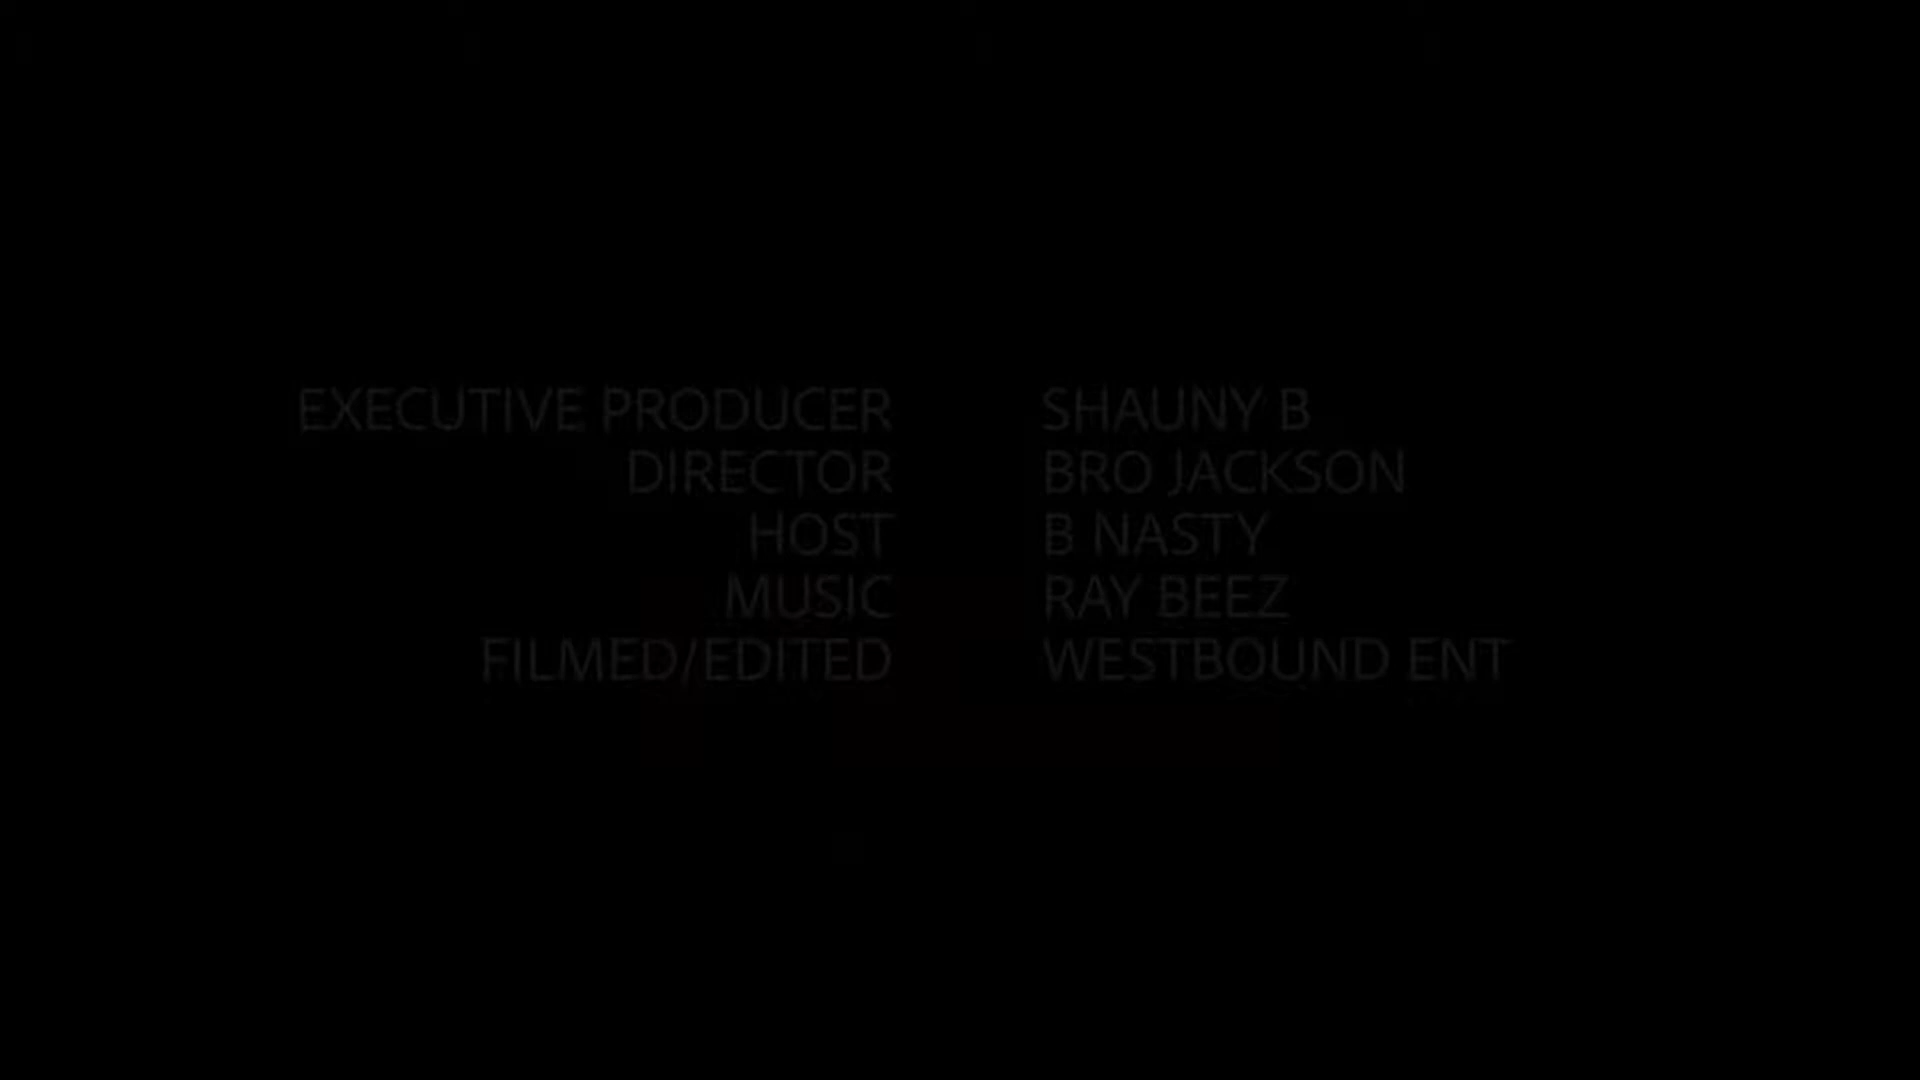 EXECUTIVE PRODUCER SHAUNY B
DIRECTOR BRO JACKSON
HOST B NASTY
MUSIC RAY BEEZ
FILMED/EDITED WESTBOUND ENT